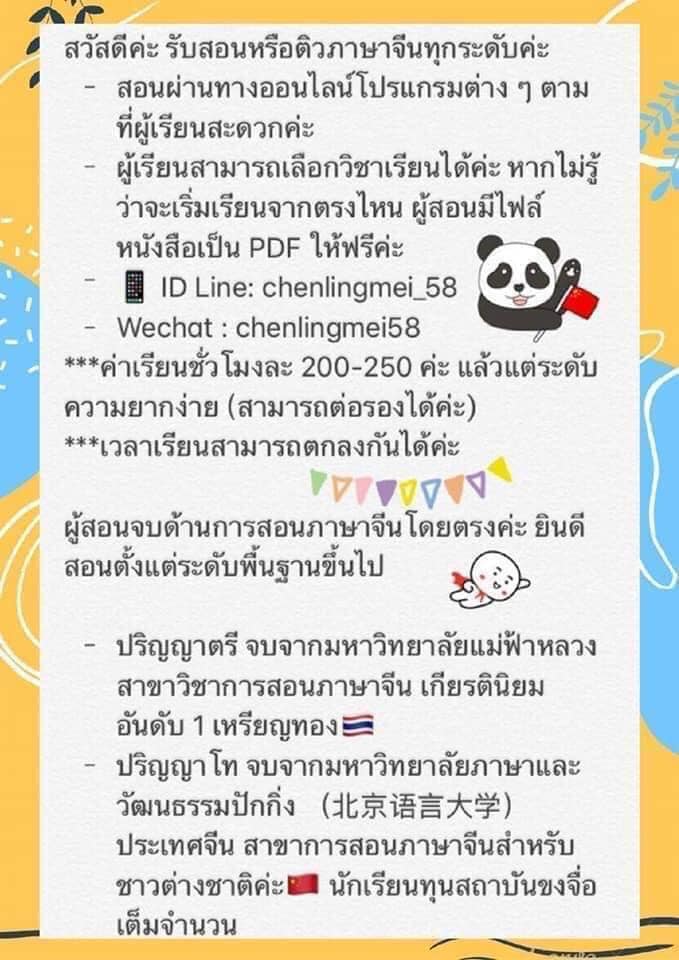 สวัสดีค่ะ รับสอนหรือติวภาษาจีนทุกระดับค่ะ
- สอนผ่านทางออนไลน์โปรแกรมต่าง ๆ ตาม
ที่ผู้เรียนสะดวกค่ะ
- ผู้เรียนสามารถเลือกวิชาเรียนได้ค่ะ หากไม่รู้
ว่าจะเริ่มเรียนจากตรงไหน ผู้สอนมีไฟล์
หนังสือเป็น PDF ให้ฟรีค่ะ
- 📱 ID Line: chenlingmei_58
- Wechat : chenlingmei58
***ค่าเรียนชั่วโมงละ 200-250 ค่ะ แล้วแต่ระดับ
ความยากง่าย (สามารถต่อรองได้ค่ะ)
***เวลาเรียนสามารถตกลงกันได้ค่ะ
ผู้สอนจบด้านการสอนภาษาจีนโดยตรงค่ะ ยินดี
สอนตั้งแต่ระดับพื้นฐานขึ้นไป
- ปริญญาตรี จบจากมหาวิทยาลัยแม่ฟ้าหลวง
สาขาวิชาการสอนภาษาจีน เกียรตินิยม
อันดับ 1 เหรียญทอง🇹🇭
- ปริญญาโท จบจากมหาวิทยาลัยภาษาและ
วัฒนธรรมปักกิ่ง （北京语言大学）
ประเทศจีน สาขาการสอนภาษาจีนสำหรับ
ชาวต่างชาติค่ะ🇨🇳 นักเรียนทุนสถาบันขงจื่อ
เต็มจำนวน